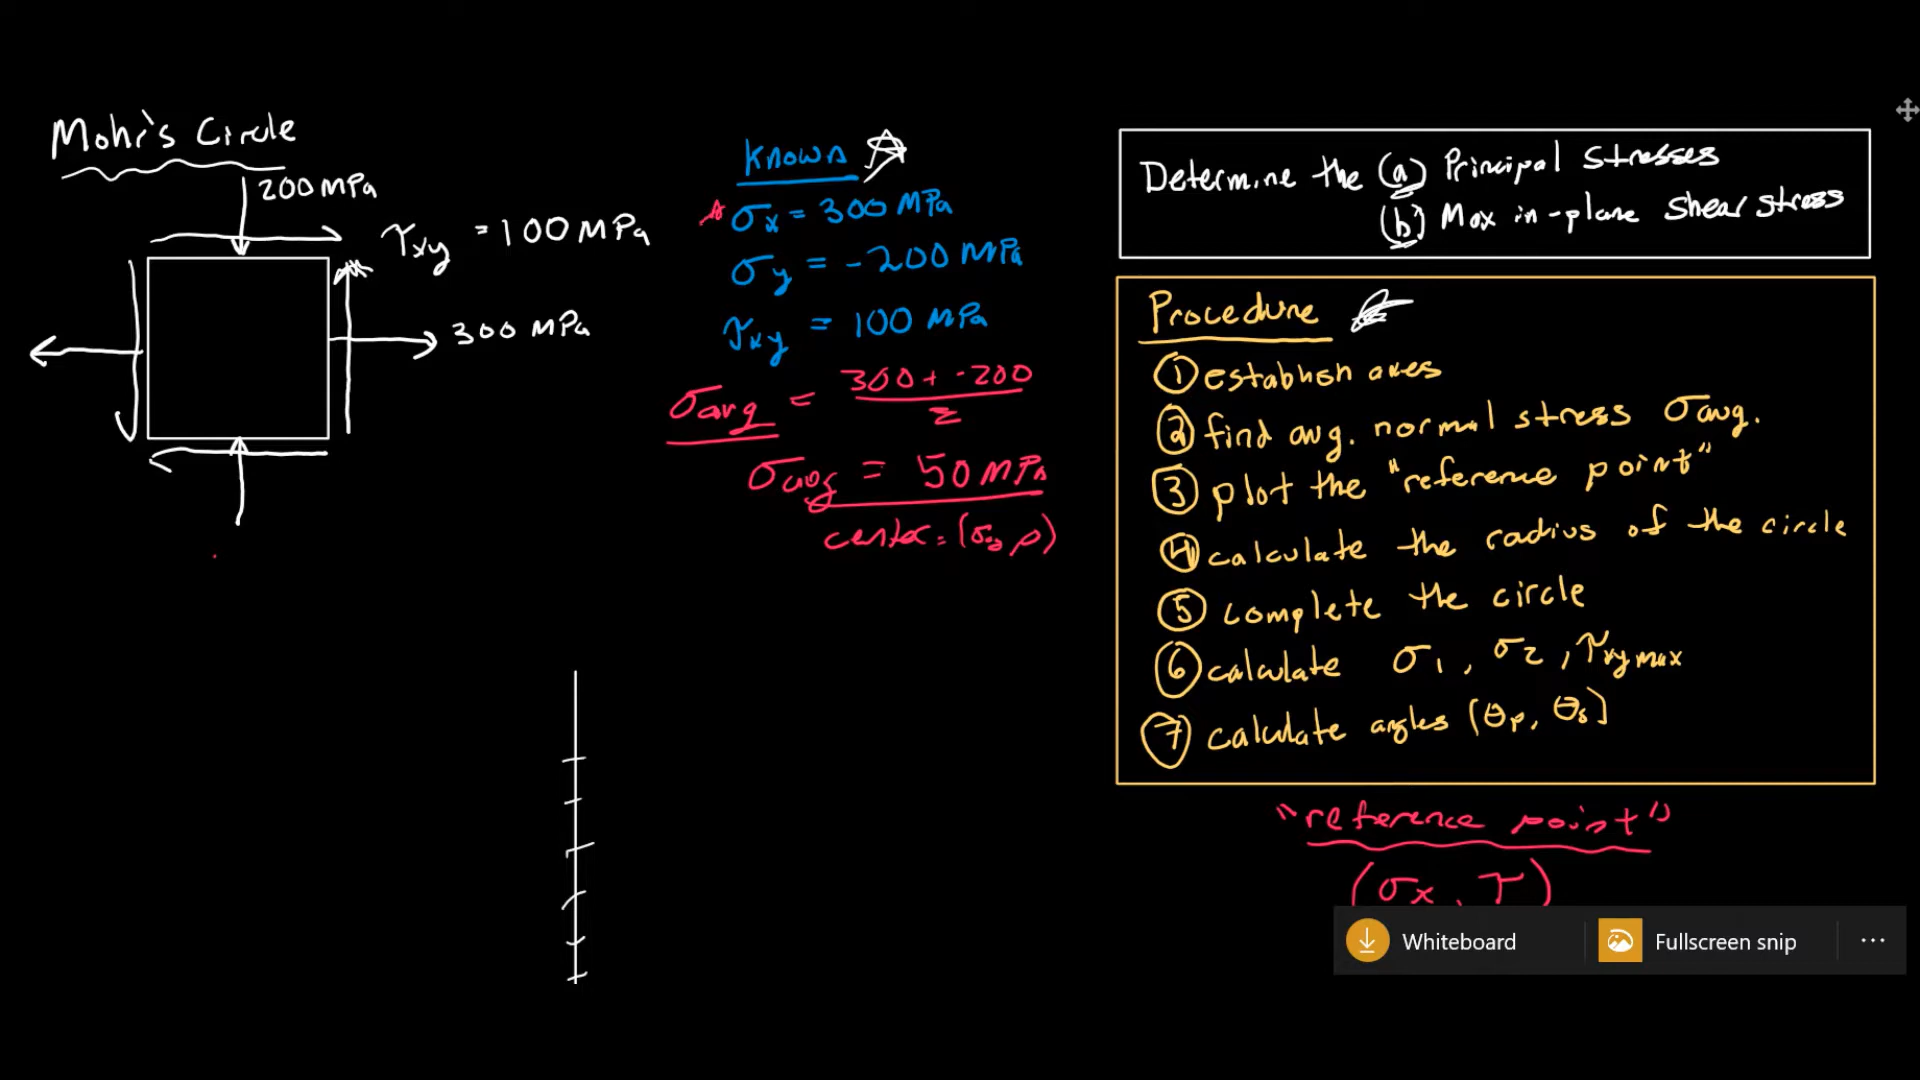 Mohr's Circle
200 MPa
τxy = 100 MPa
300 MPa
Known
σx = 300 MPa
σy = -200 MPa
τxy = 100 MPa
σavg = 300 + -200
2
σavg = 50 MPa
center = (σavg, 0)
Determine the (a) Principal Stresses
(b) Max in-plane shear stress
Procedure
① establish axes
② find avg. normal stress σavg.
③ plot the "reference point"
④ calculate the radius of the circle
⑤ complete the circle
⑥ calculate σ1, σ2, τxy max
⑦ calculate angles (θp, θs)
"reference point"
(σx, τ)
Whiteboard
Fullscreen snip